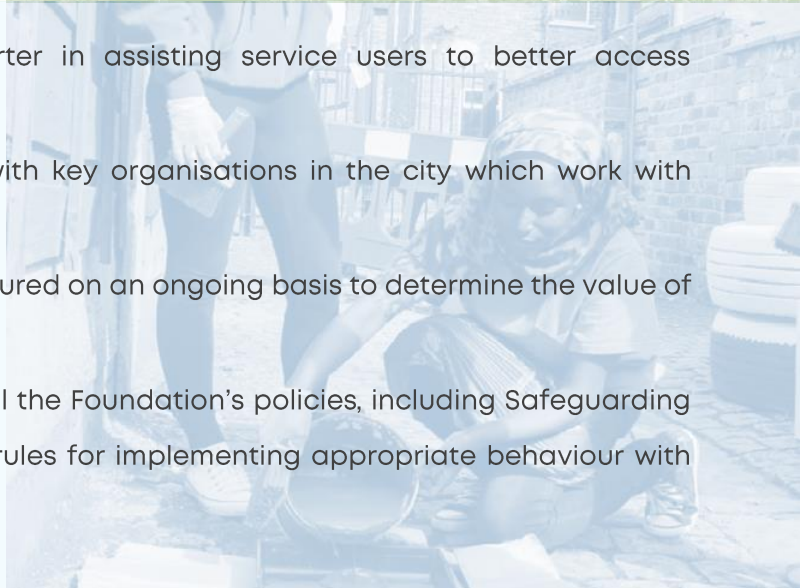 rter in assisting service users to better access
with key organisations in the city which work with
ured on an ongoing basis to determine the value of
l the Foundation’s policies, including Safeguarding
rules for implementing appropriate behaviour with